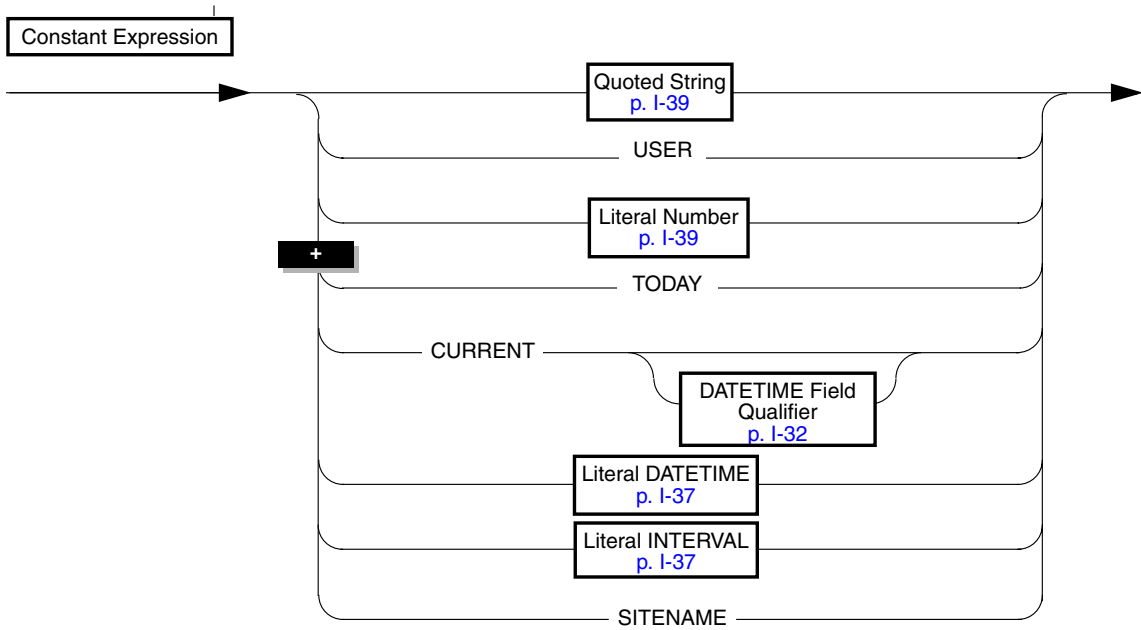 Constant Expression
Quoted String
p. I-39
USER
Literal Number
p. I-39
+
TODAY
CURRENT
DATETIME Field
Qualifier
p. I-32
Literal DATETIME
p. I-37
Literal INTERVAL
p. I-37
SITENAME